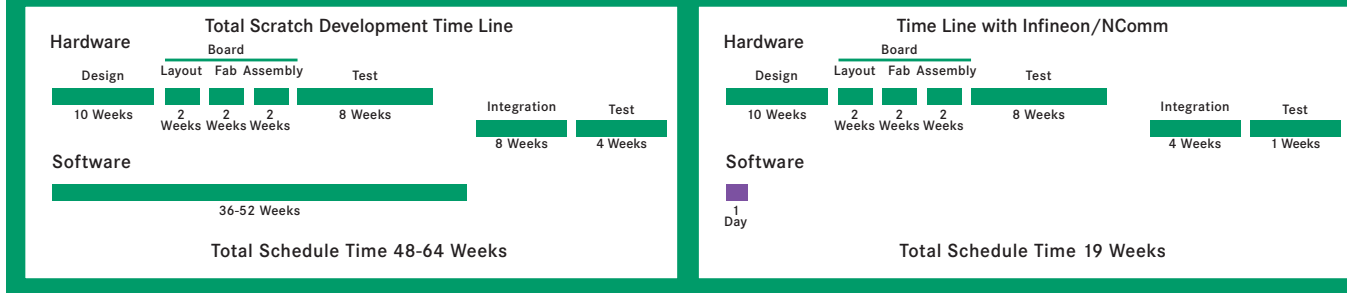 Total Scratch Development Time Line
Hardware
Board
Design
Layout Fab Assembly
Test
10 Weeks
2 Weeks
2 Weeks
2 Weeks
8 Weeks
Integration
Test
8 Weeks
4 Weeks
Software
36-52 Weeks
Total Schedule Time 48-64 Weeks
Time Line with Infineon/NComm
Hardware
Board
Design
Layout Fab Assembly
Test
10 Weeks
2 Weeks
2 Weeks
2 Weeks
8 Weeks
Integration
Test
4 Weeks
1 Weeks
Software
1
Day
Total Schedule Time 19 Weeks